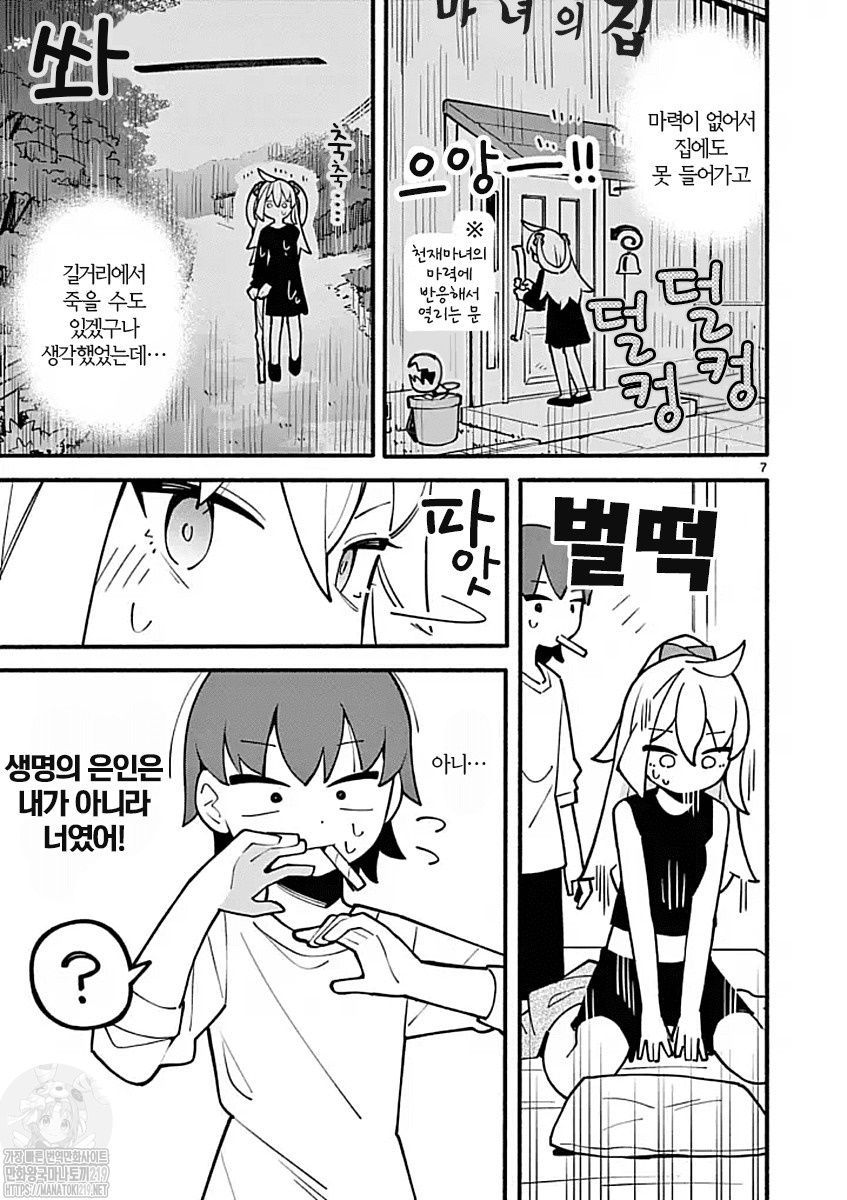 마녀의 집
마력이 없어서
집에도
못 들어가고
으앙ー!!
※
천재마녀의
마력에
반응해서
열리는 문
덜컹
덜컹
쏴ー
축축……
길거리에서
죽을 수도
있겠구나
생각했었는데…
7
벌떡
파앗
아니…
생명의 은인은
내가 아니라
너였어!
?
가장 빠른 번역만화사이트
만화왕국마나토끼219
HTTPS://MANATOKI219.NET